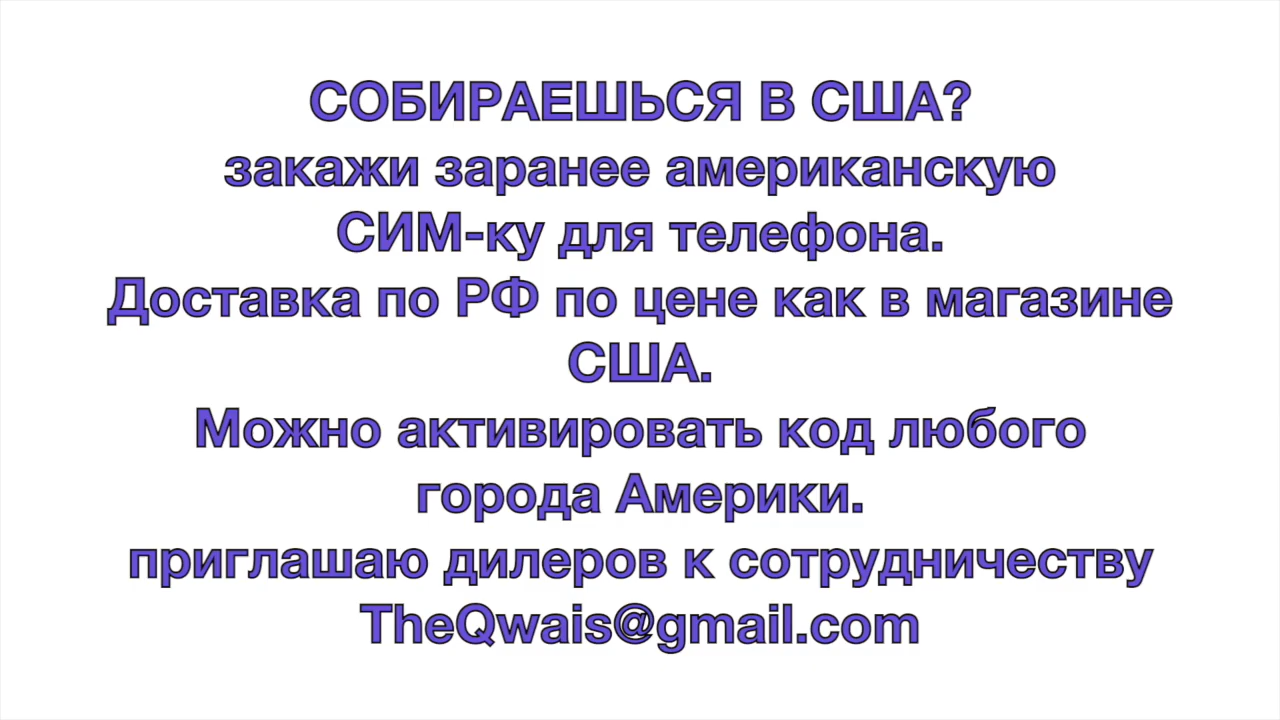 СОБИРАЕШЬСЯ В США?
закажи заранее американскую
СИМ-ку для телефона.
Доставка по РФ по цене как в магазине
США.
Можно активировать код любого
города Америки.
приглашаю дилеров к сотрудничеству
TheQwais@gmail.com